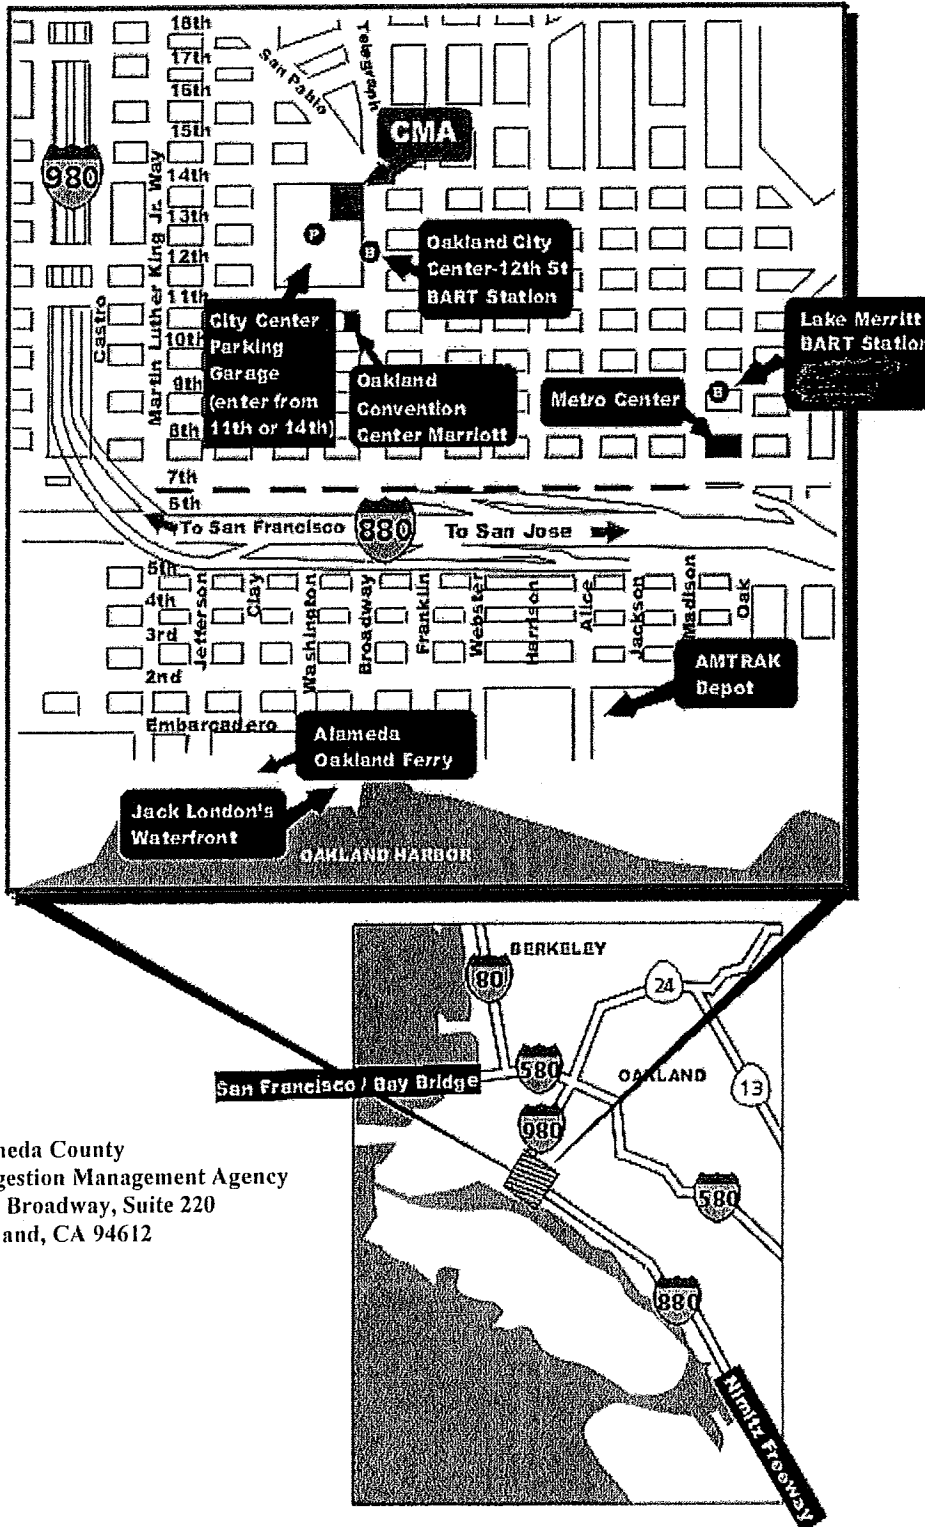 18th
17th
16th
15th
14th
13th
12th
11th
10th
9th
8th
7th
6th
5th
4th
3rd
2nd
Embarcadero
San Pablo
Telegraph
CMA
980
Martin Luther King Jr. Way
Castro
P
B
Oakland City
Center-12th St
BART Station
City Center
Parking
Garage
(enter from
11th or 14th)
Oakland
Convention
Center Marriott
Metro Center
B
Lake Merritt
BART Station
To San Francisco
880
To San Jose
Jefferson
Clay
Washington
Broadway
Franklin
Webster
Harrison
Alice
Jackson
Madison
Oak
AMTRAK
Depot
Alameda
Oakland Ferry
Jack London's
Waterfront
OAKLAND HARBOR
BERKELEY
80
24
580
OAKLAND
13
San Francisco / Bay Bridge
980
580
880
Nimitz Freeway
neda County
gestion Management Agency
Broadway, Suite 220
and, CA 94612